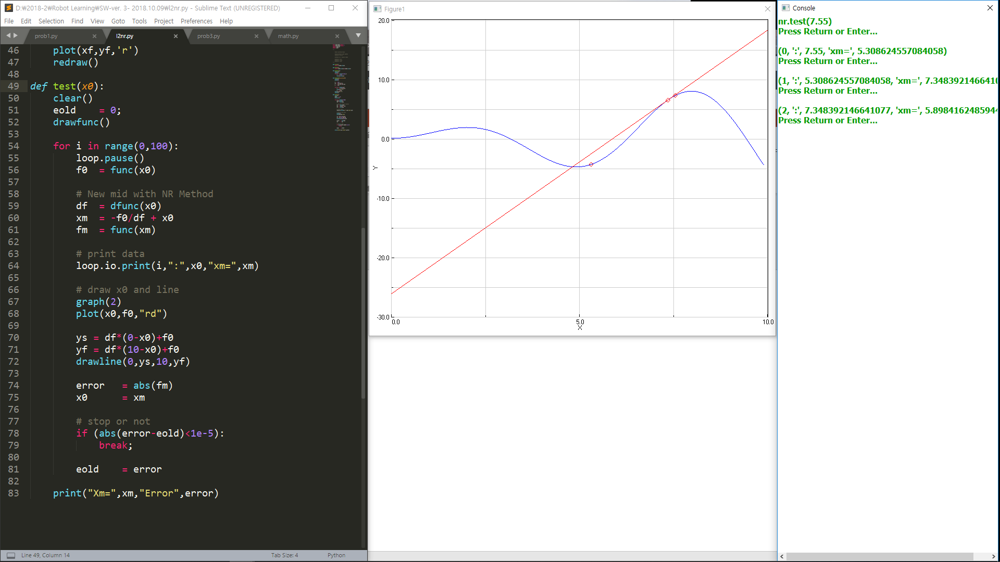 D:₩2018-2₩Robot Learning₩SW-ver. 3- 2018.10.09₩l2nr.py - Sublime Text (UNREGISTERED)
File Edit Selection Find View Goto Tools Project Preferences Help
prob1.py × l2nr.py × prob3.py × math.py ×
46 plot(xf,yf,'r')
47 redraw()
48
49 def test(x0):
50 clear()
51 eold = 0;
52 drawfunc()
53
54 for i in range(0,100):
55 loop.pause()
56 f0 = func(x0)
57
58 # New mid with NR Method
59 df = dfunc(x0)
60 xm = -f0/df + x0
61 fm = func(xm)
62
63 # print data
64 loop.io.print(i,":",x0,"xm=",xm)
65
66 # draw x0 and line
67 graph(2)
68 plot(x0,f0,"rd")
69
70 ys = df*(0-x0)+f0
71 yf = df*(10-x0)+f0
72 drawline(0,ys,10,yf)
73
74 error = abs(fm)
75 x0 = xm
76
77 # stop or not
78 if (abs(error-eold)<1e-5):
79 break;
80
81 eold = error
82
83 print("Xm=",xm,"Error",error)
Line 49, Column 14 Tab Size: 4 Python
Figure1
20.0
10.0
0.0
Y
-10.0
-20.0
-30.0
0.0 5.0 10.0
X
Console
nr.test(7.55)
Press Return or Enter...
(0, ':', 7.55, 'xm=', 5.308624557084058)
Press Return or Enter...
(1, ':', 5.308624557084058, 'xm=', 7.3483921466410
Press Return or Enter...
(2, ':', 7.348392146641077, 'xm=', 5.8984162485944
Press Return or Enter...